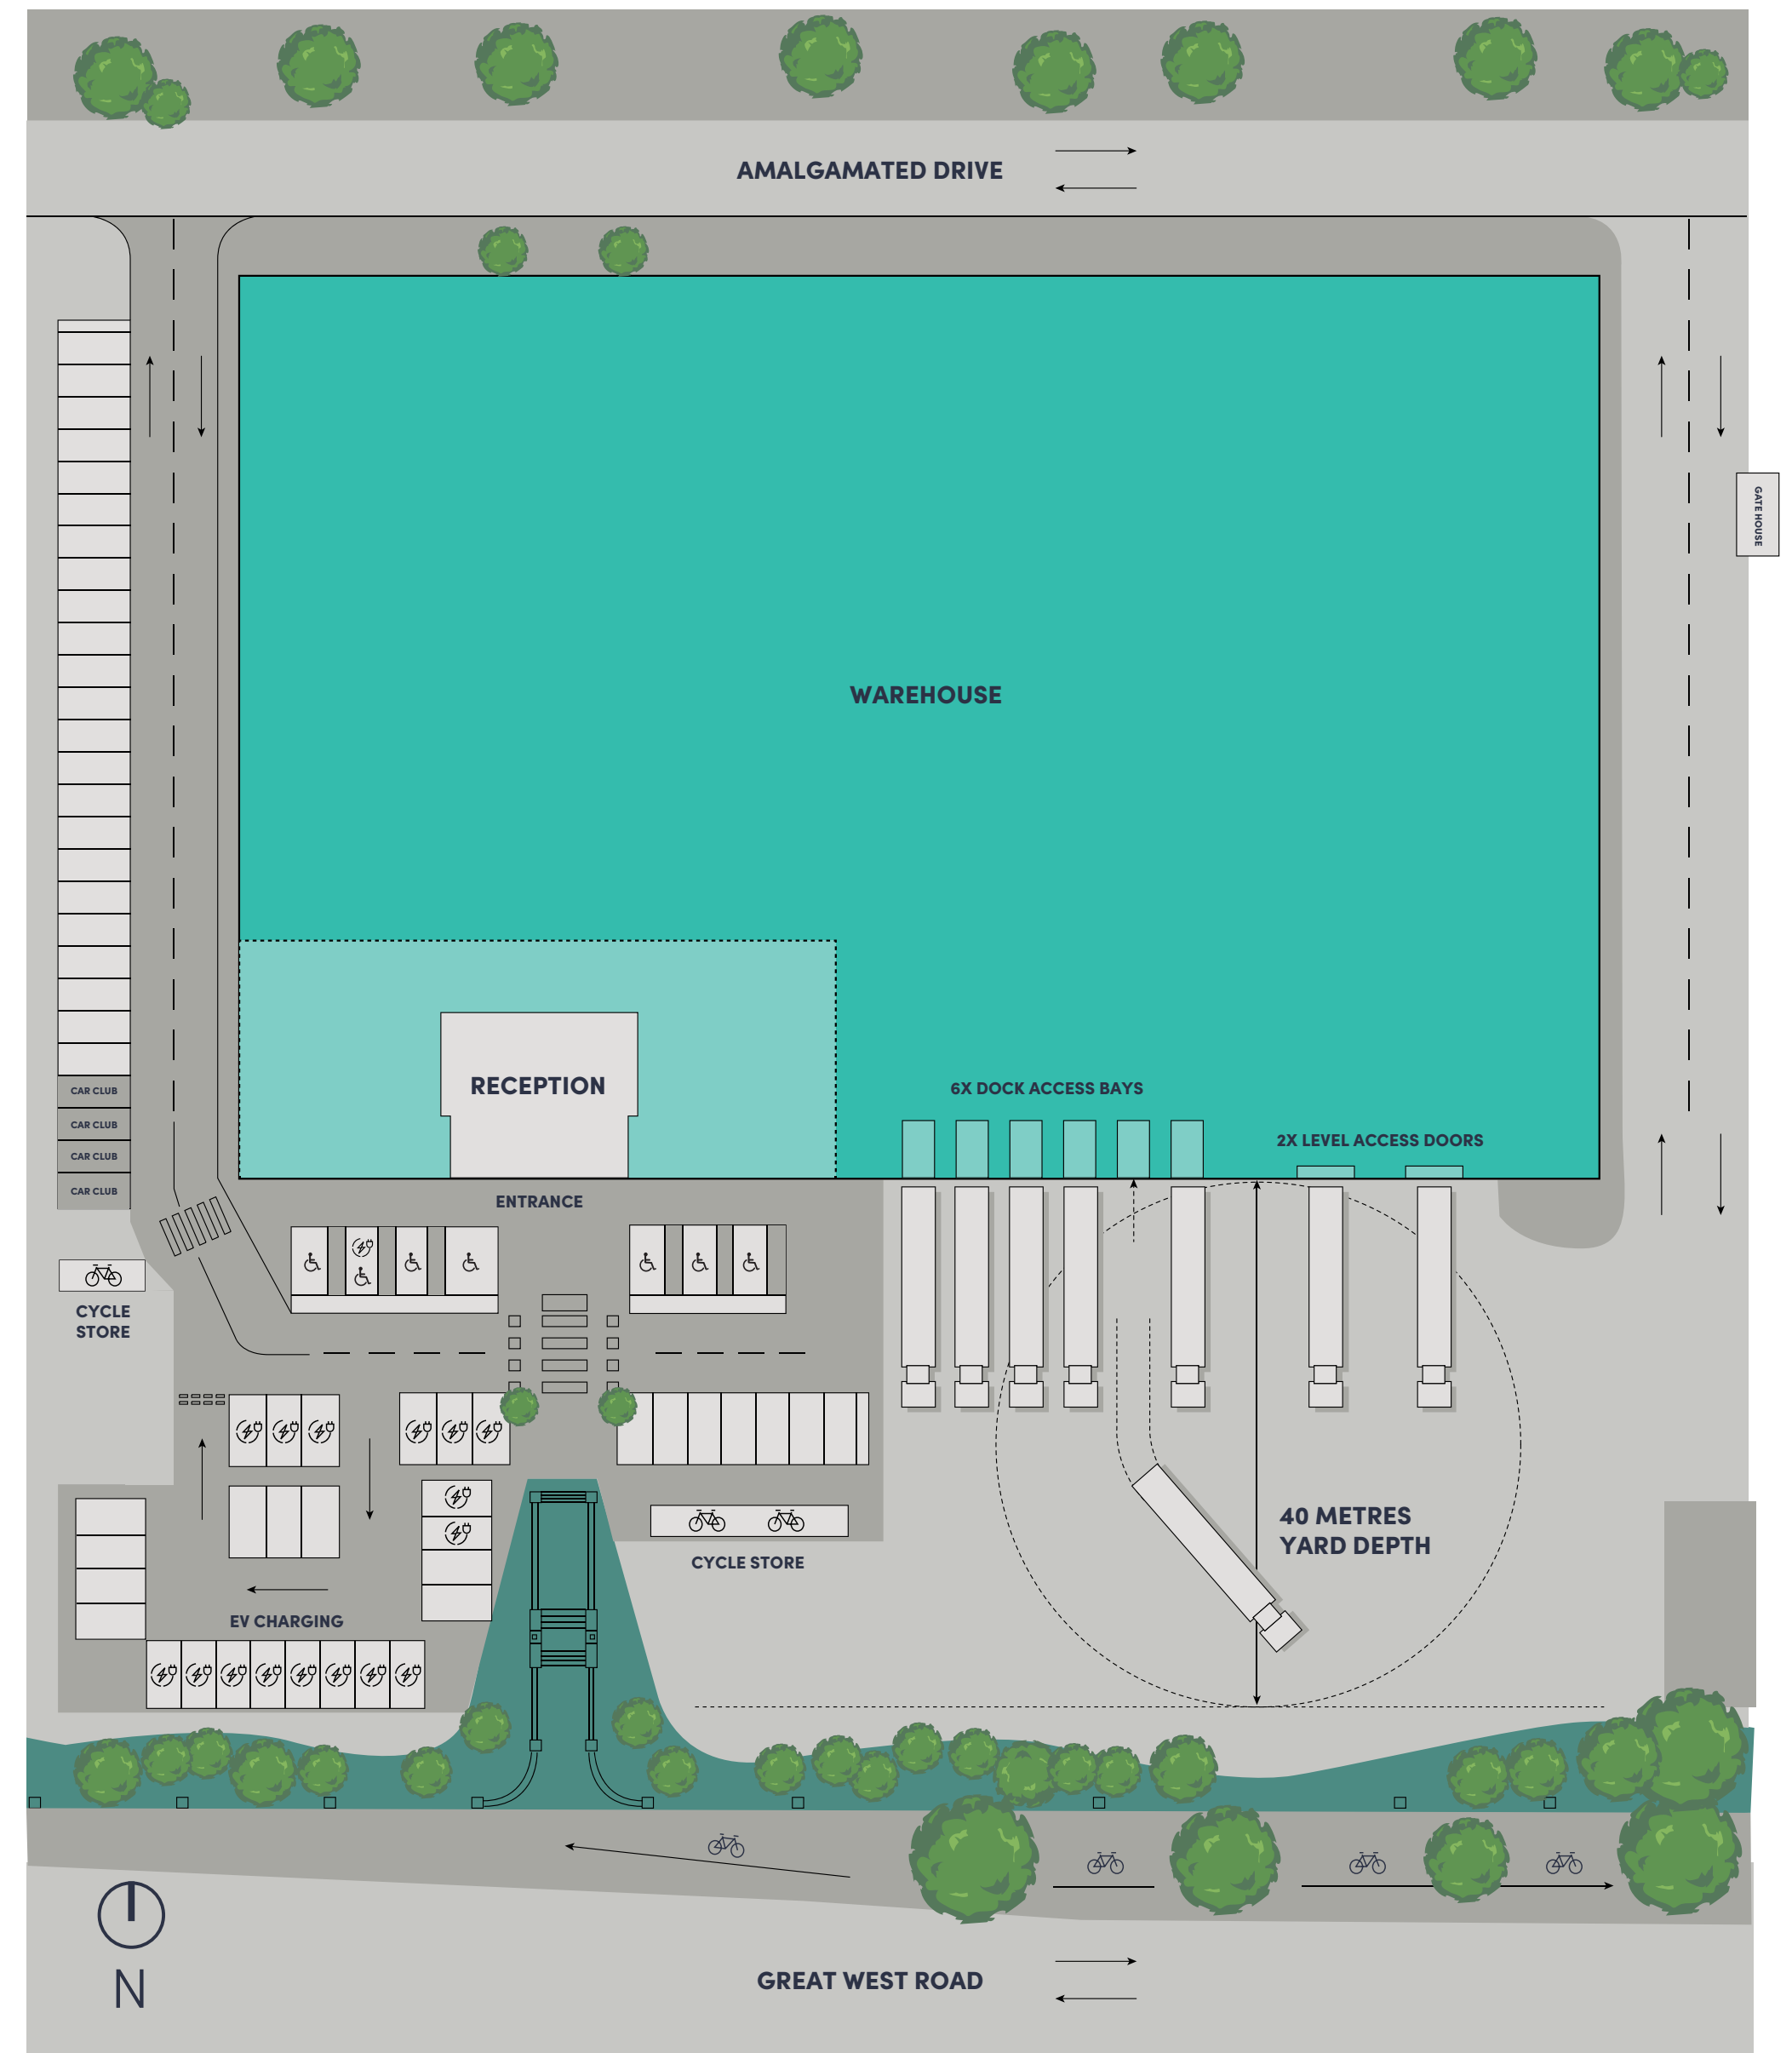 AMALGAMATED DRIVE
GATE HOUSE
WAREHOUSE
RECEPTION
6X DOCK ACCESS BAYS
2X LEVEL ACCESS DOORS
CAR CLUB
CAR CLUB
CAR CLUB
CAR CLUB
ENTRANCE
CYCLE
STORE
40 METRES
YARD DEPTH
CYCLE STORE
EV CHARGING
N
GREAT WEST ROAD